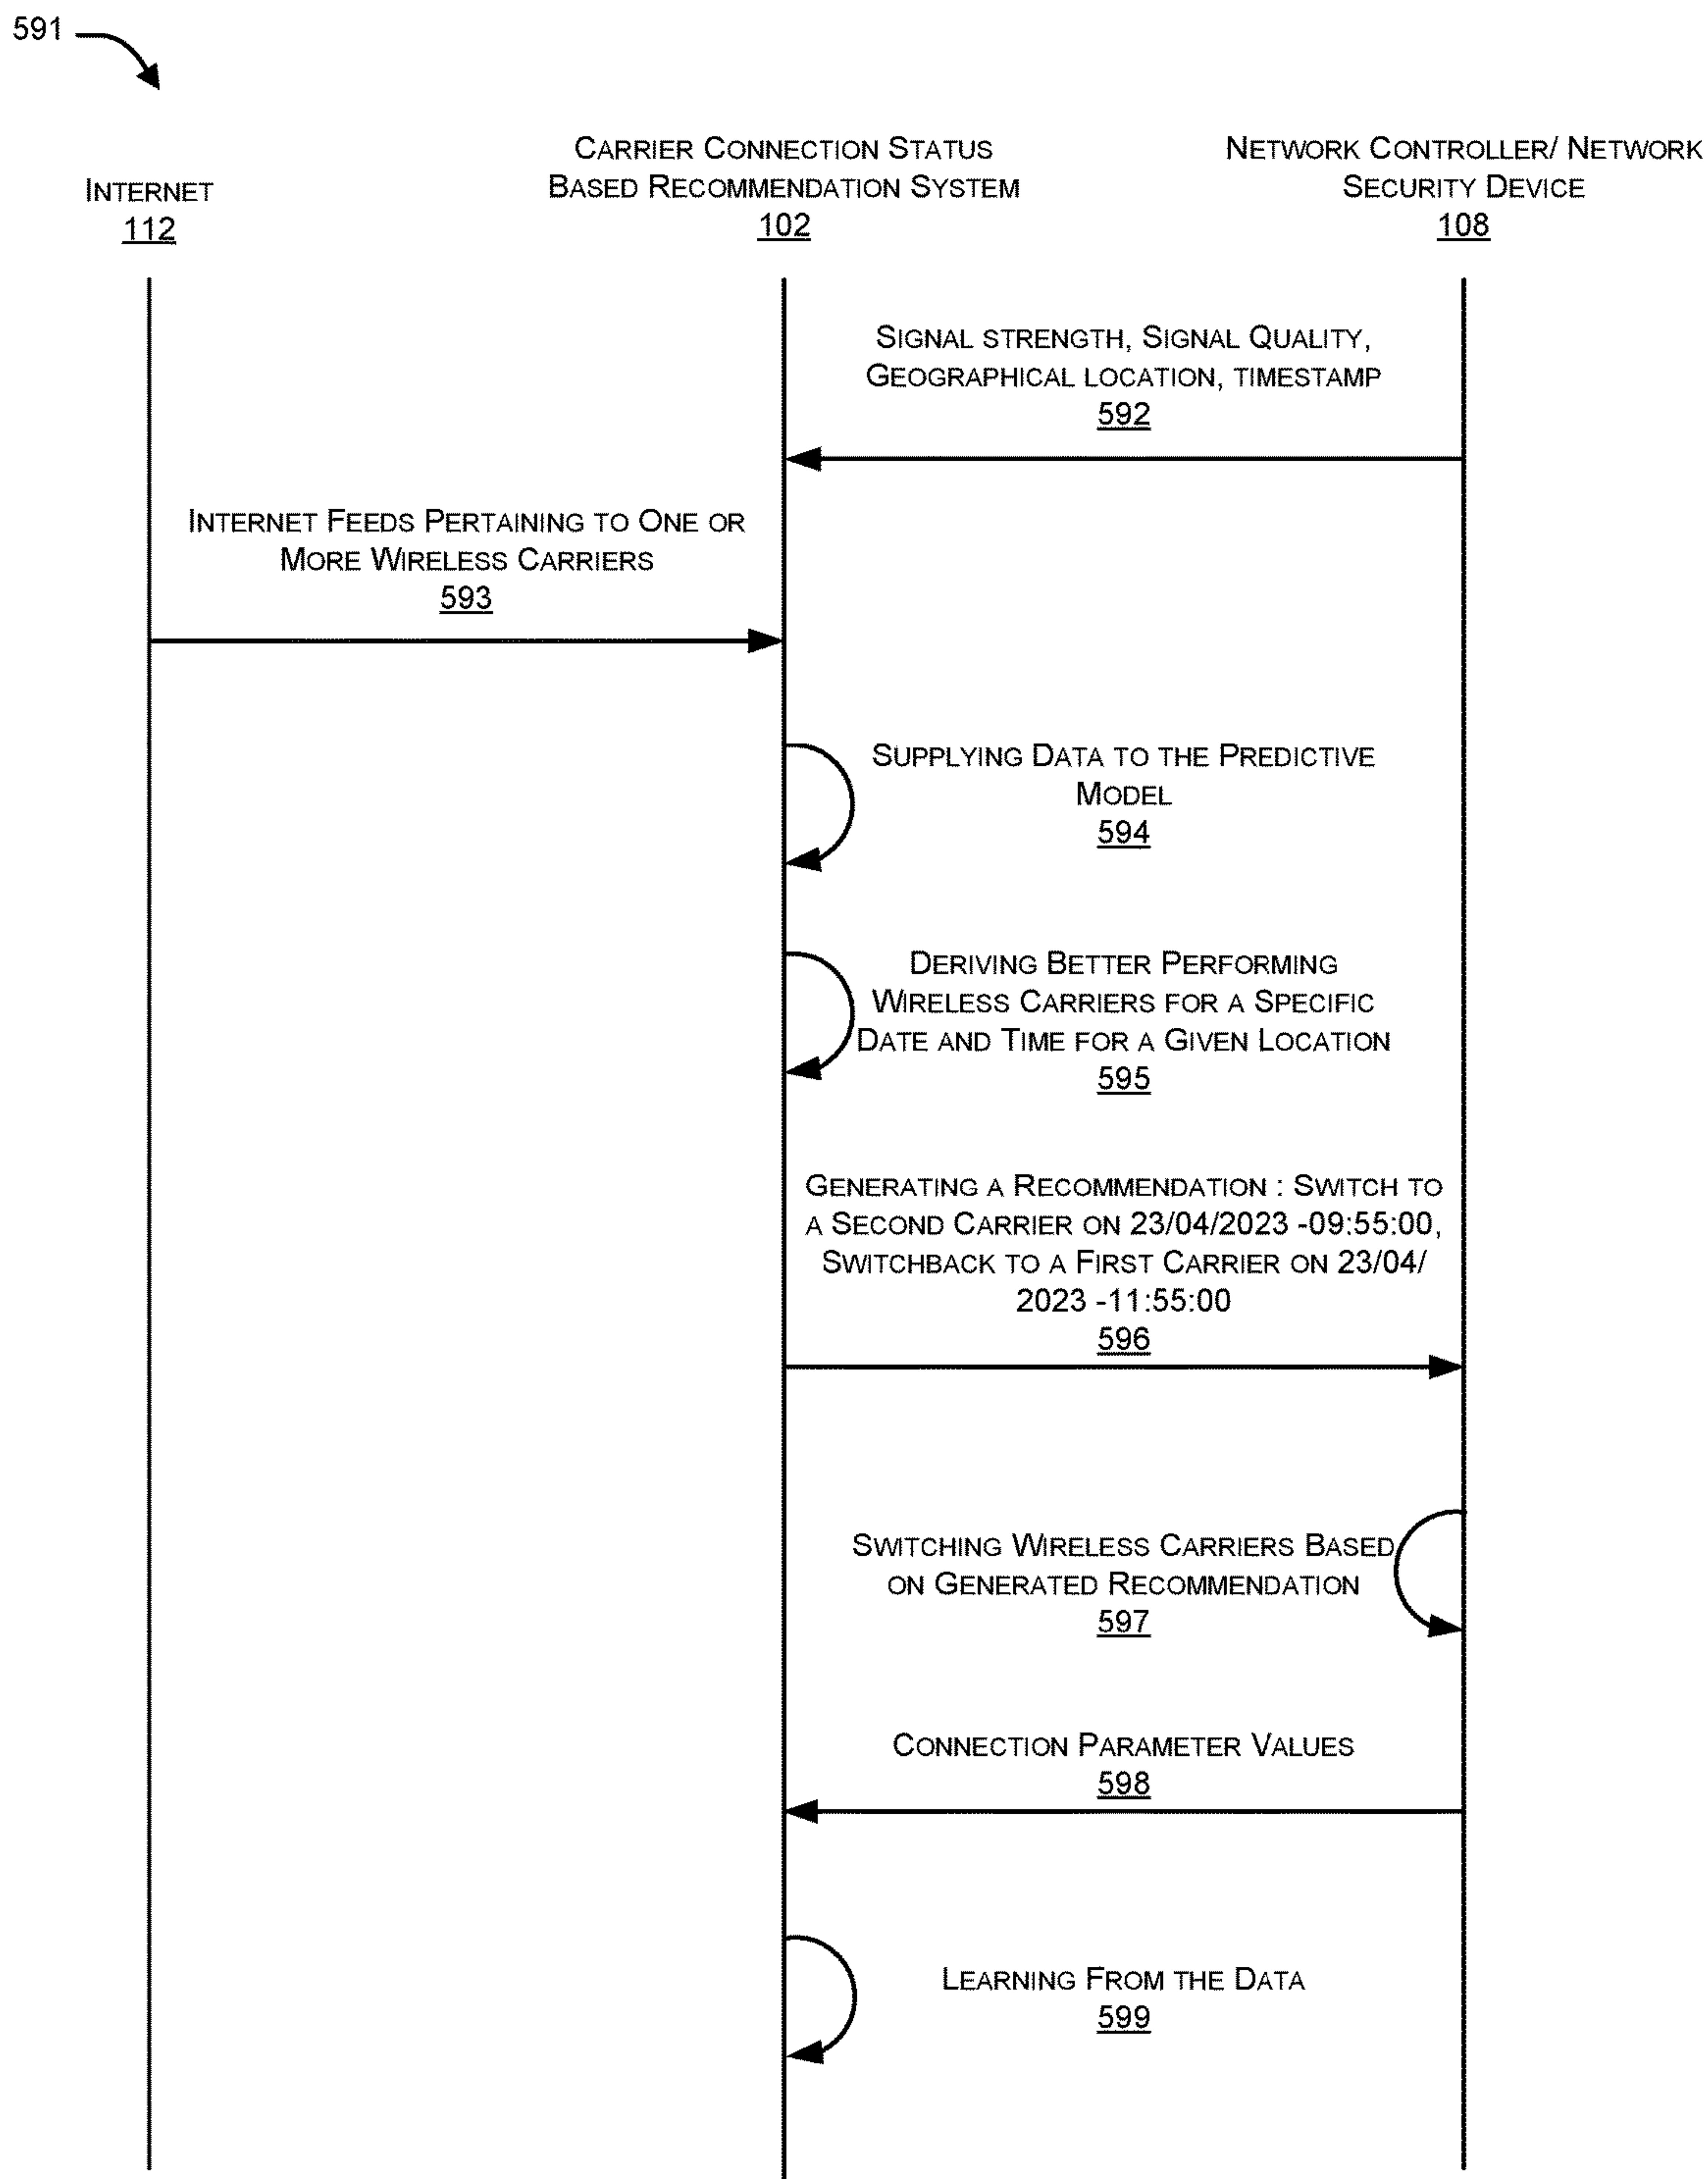 591
INTERNET
112
CARRIER CONNECTION STATUS
BASED RECOMMENDATION SYSTEM
102
NETWORK CONTROLLER/ NETWORK
SECURITY DEVICE
108
SIGNAL STRENGTH, SIGNAL QUALITY,
GEOGRAPHICAL LOCATION, TIMESTAMP
592
INTERNET FEEDS PERTAINING TO ONE OR
MORE WIRELESS CARRIERS
593
SUPPLYING DATA TO THE PREDICTIVE
MODEL
594
DERIVING BETTER PERFORMING
WIRELESS CARRIERS FOR A SPECIFIC
DATE AND TIME FOR A GIVEN LOCATION
595
GENERATING A RECOMMENDATION : SWITCH TO
A SECOND CARRIER ON 23/04/2023 -09:55:00,
SWITCHBACK TO A FIRST CARRIER ON 23/04/
2023 -11:55:00
596
SWITCHING WIRELESS CARRIERS BASED
ON GENERATED RECOMMENDATION
597
CONNECTION PARAMETER VALUES
598
LEARNING FROM THE DATA
599